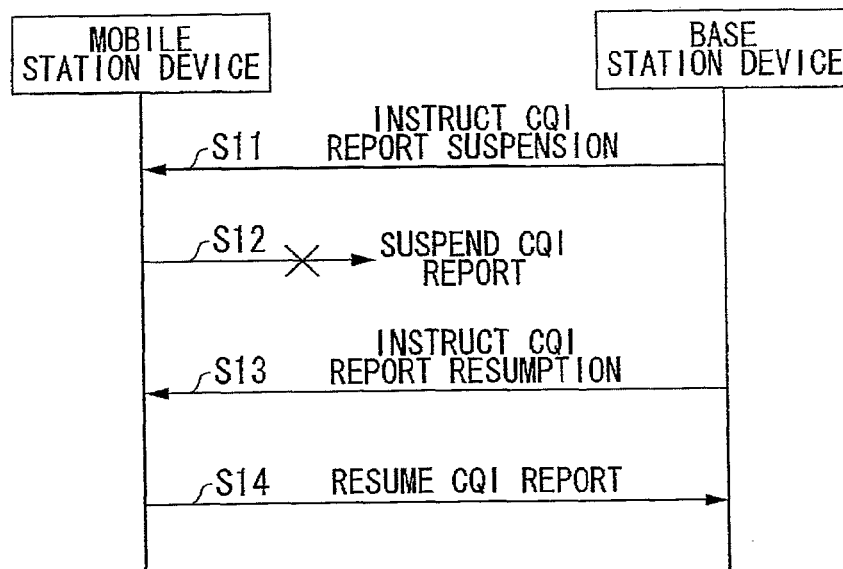 MOBILE
STATION DEVICE
BASE
STATION DEVICE
INSTRUCT CQI
S11 REPORT SUSPENSION
S12 SUSPEND CQI
REPORT
INSTRUCT CQI
S13 REPORT RESUMPTION
S14 RESUME CQI REPORT